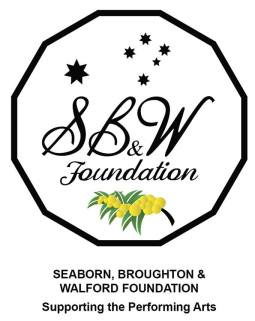 SB&W
Foundation
SEABORN, BROUGHTON &
WALFORD FOUNDATION
Supporting the Performing Arts